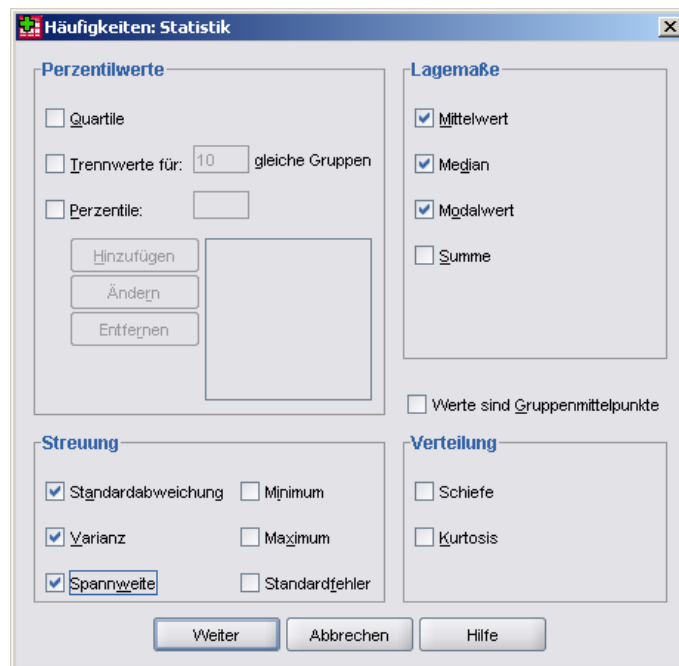 Häufigkeiten: Statistik
Perzentilwerte
Quartile
Trennwerte für: 10 gleiche Gruppen
Perzentile:
Hinzufügen
Ändern
Entfernen
Lagemaße
Mittelwert
Median
Modalwert
Summe
Werte sind Gruppenmittelpunkte
Streuung
Standardabweichung Minimum
Varianz Maximum
Spannweite Standardfehler
Verteilung
Schiefe
Kurtosis
Weiter Abbrechen Hilfe